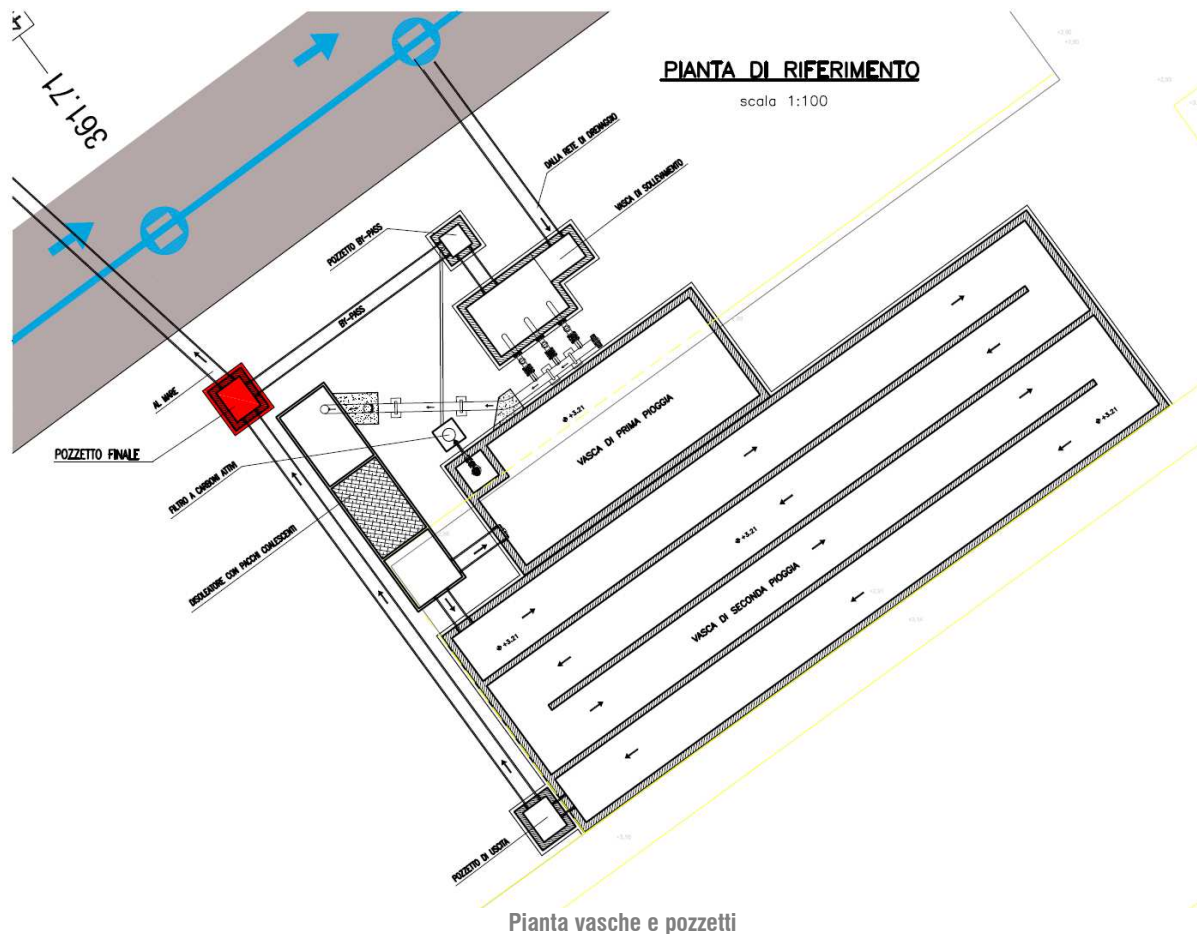 361.71
PIANTA DI RIFERIMENTO
scala 1:100
DALLA RETE DI DRENAGGIO
VASCA DI SOLLEVAMENTO
POZZETTO BY-PASS
BY-PASS
AL MARE
POZZETTO FINALE
FILTRO A CARBONI ATTIVI
DISOLEATORE CON PACCHI COALESCENTI
+3.21
VASCA DI PRIMA PIOGGIA
+3.21
+3.21
+3.21
VASCA DI SECONDA PIOGGIA
POZZETTO DI USCITA
Pianta vasche e pozzetti